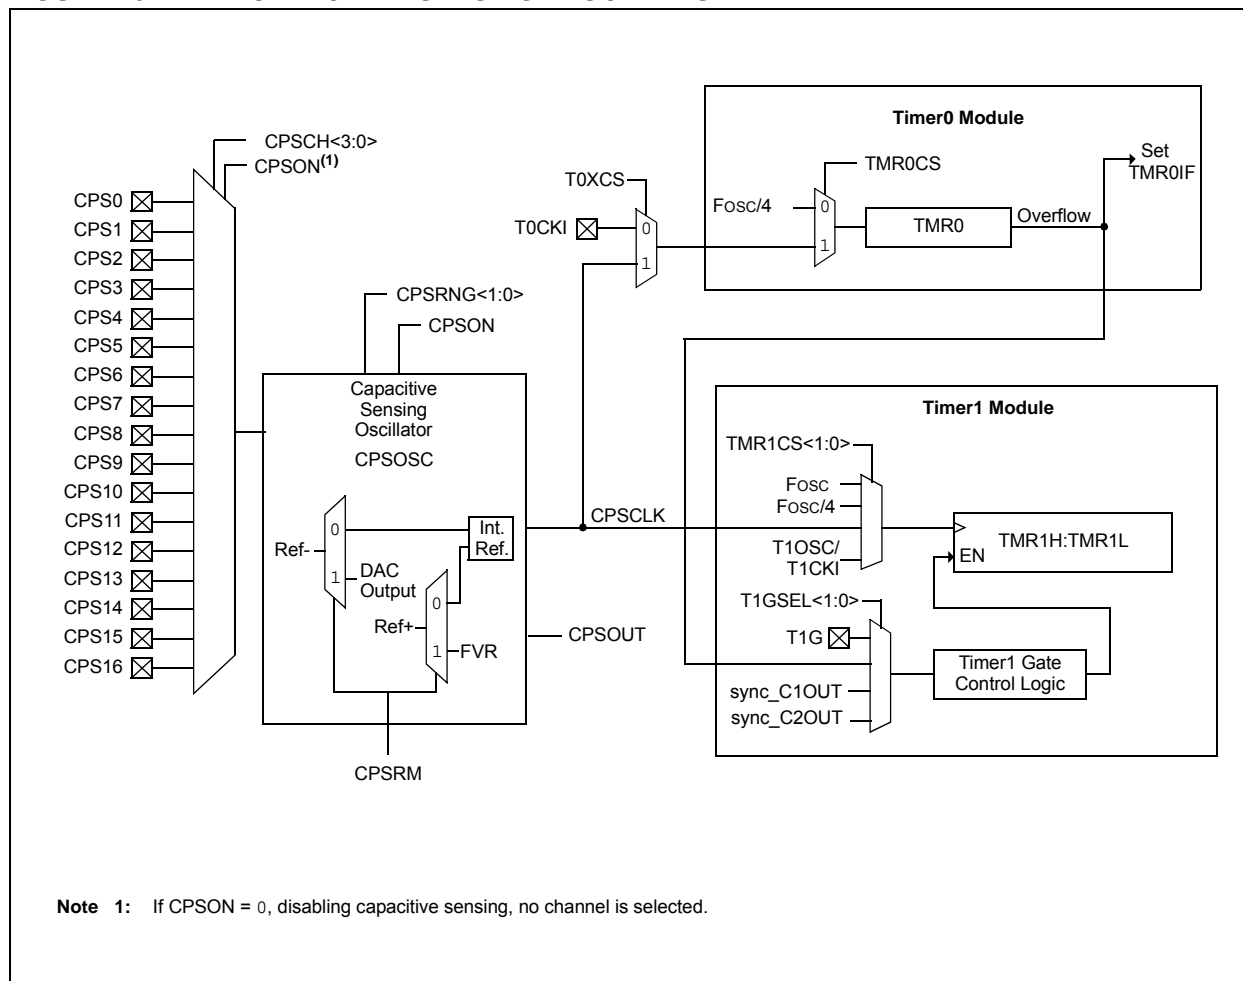 Timer0 Module
CPSCH<3:0>
CPSON(1)
TMR0CS
Set
TMR0IF
T0XCS
FOSC/4
0
1
TMR0
Overflow
T0CKI
0
1
CPS0
CPS1
CPS2
CPS3
CPS4
CPS5
CPS6
CPS7
CPS8
CPS9
CPS10
CPS11
CPS12
CPS13
CPS14
CPS15
CPS16
CPSRNG<1:0>
CPSON
Capacitive
Sensing
Oscillator
CPSOSC
0
1
Ref-
DAC
Output
Int.
Ref.
0
1
Ref+
FVR
CPSRM
CPSCLK
CPSOUT
Timer1 Module
TMR1CS<1:0>
FOSC
FOSC/4
T1OSC/
T1CKI
TMR1H:TMR1L
EN
T1GSEL<1:0>
T1G
sync_C1OUT
sync_C2OUT
Timer1 Gate
Control Logic
Note 1: If CPSON = 0, disabling capacitive sensing, no channel is selected.